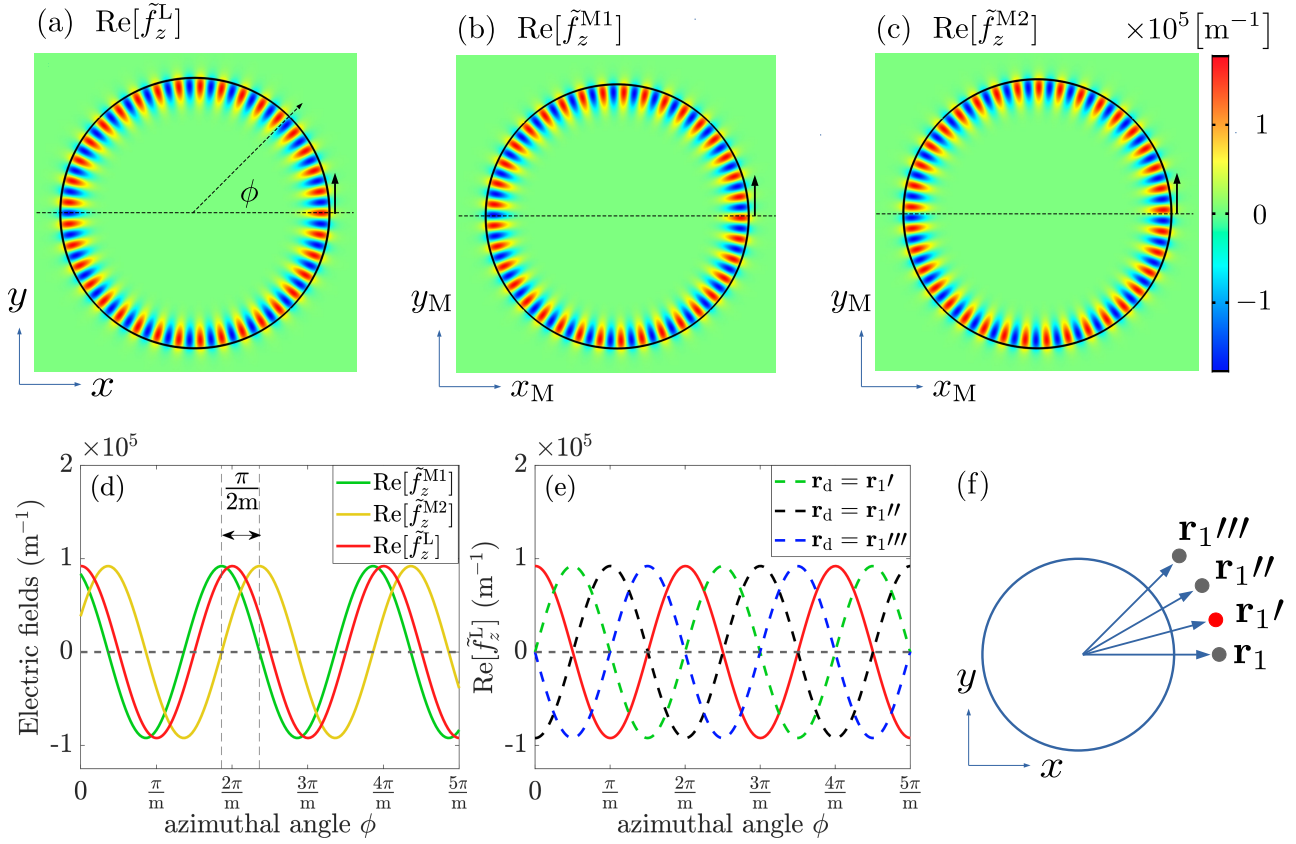 (a) Re[f̃_z^L]
(b) Re[f̃_z^M1]
(c) Re[f̃_z^M2]
×10^5 [m^−1]
ϕ
1
0
−1
y
x
y_M
x_M
y_M
x_M
×10^5
2
1
0
-1
Electric fields (m^−1)
(d)
π/2m
Re[f̃_z^M1]
Re[f̃_z^M2]
Re[f̃_z^L]
0 π/m 2π/m 3π/m 4π/m 5π/m
azimuthal angle ϕ
×10^5
2
1
0
-1
Re[f̃_z^L] (m^−1)
(e)
r_d = r_1′
r_d = r_1′′
r_d = r_1′′′
0 π/m 2π/m 3π/m 4π/m 5π/m
azimuthal angle ϕ
(f)
r_1′′′
r_1′′
r_1′
r_1
y
x